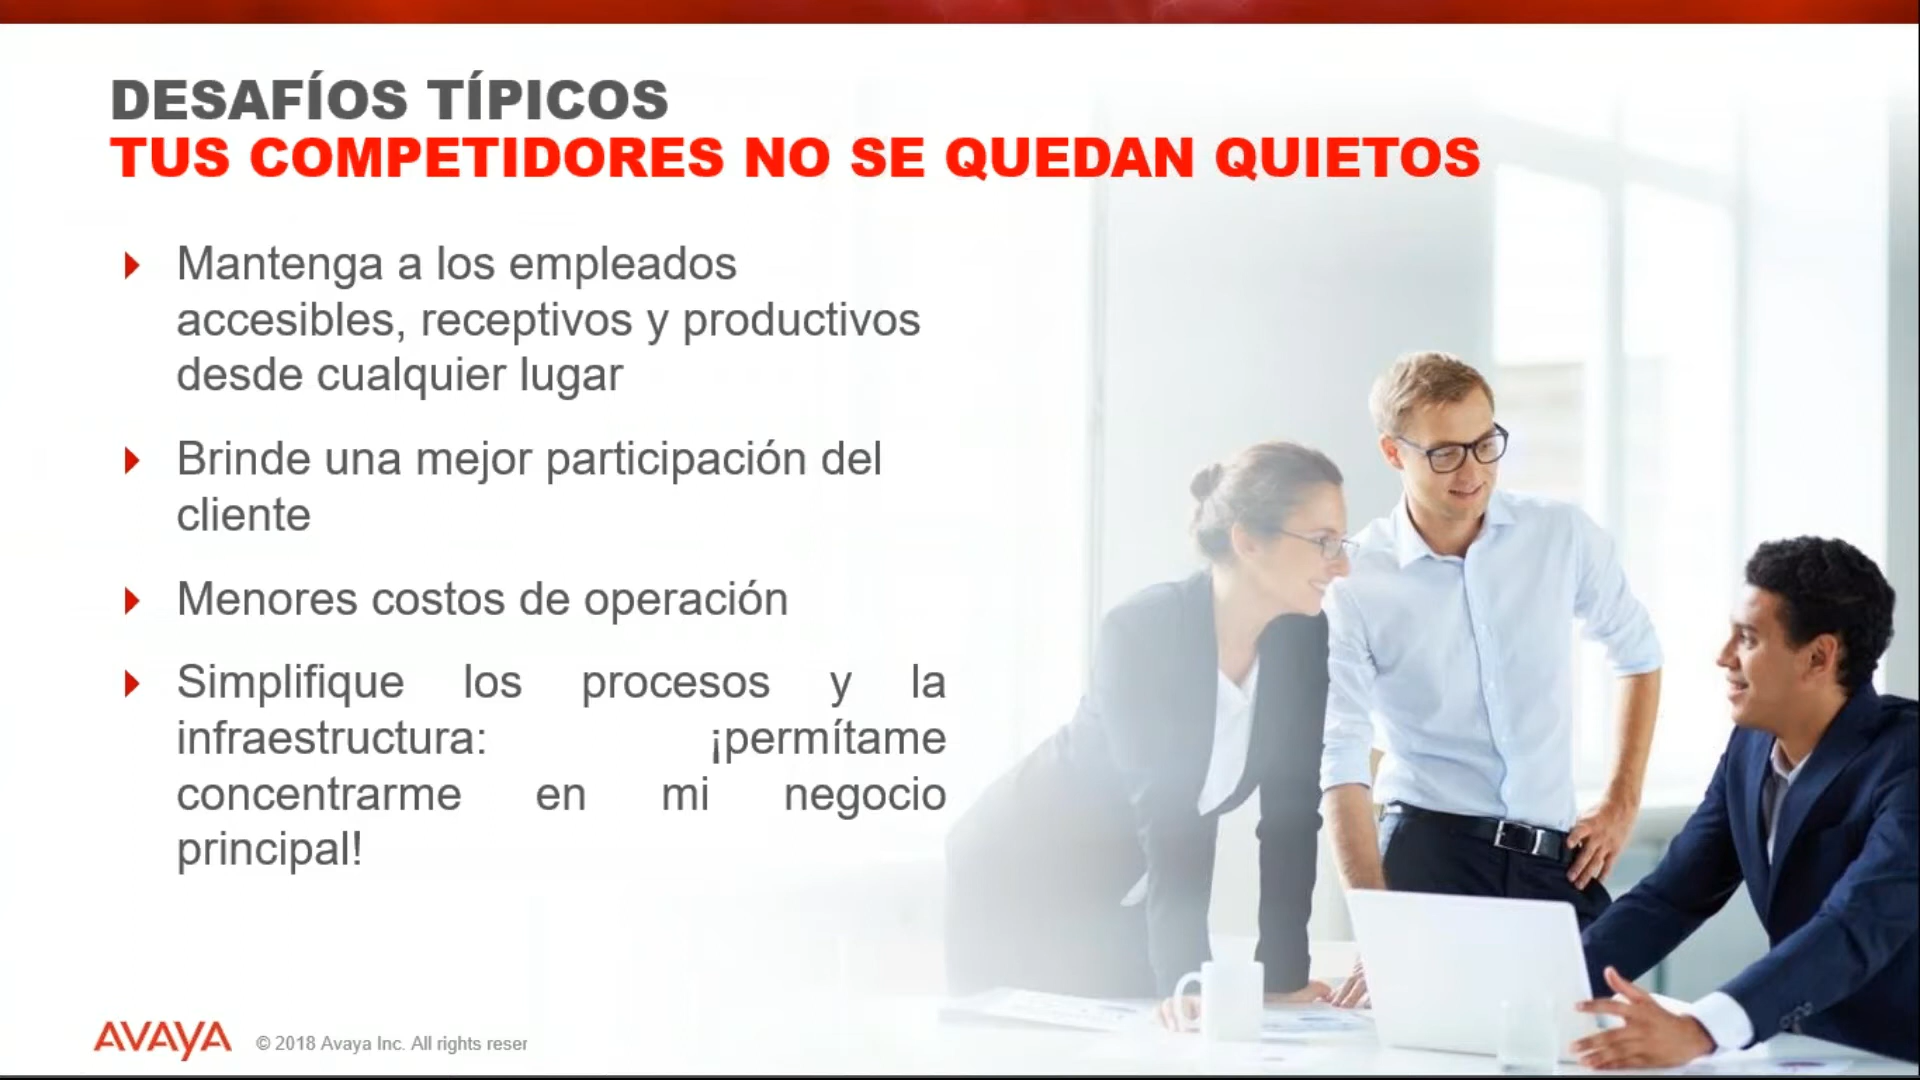 DESAFÍOS TÍPICOS
TUS COMPETIDORES NO SE QUEDAN QUIETOS
Mantenga a los empleados
accesibles, receptivos y productivos
desde cualquier lugar
Brinde una mejor participación del
cliente
Menores costos de operación
Simplifique los procesos y la
infraestructura: ¡permítame
concentrarme en mi negocio
principal!
AVAYA
© 2018 Avaya Inc. All rights reser